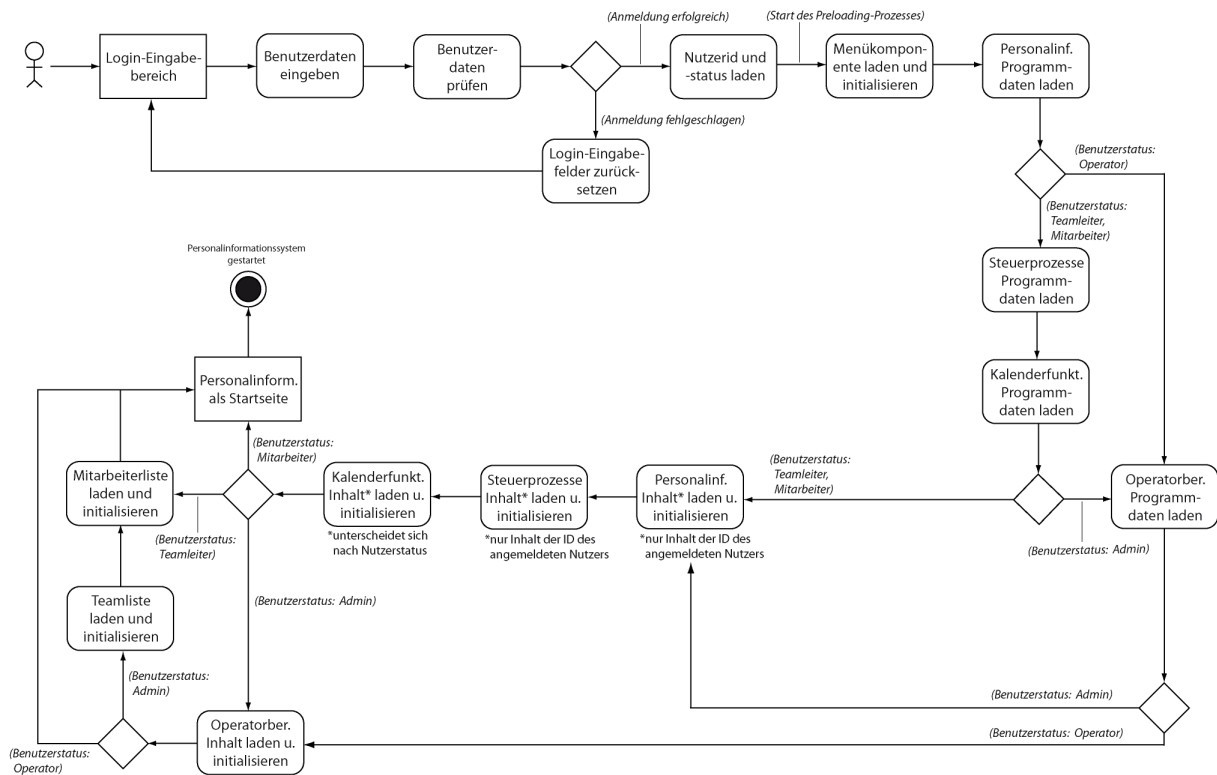 (Anmeldung erfolgreich)
(Start des Preloading-Prozesses)
Login-Eingabe-
bereich
Benutzerdaten
eingeben
Benutzer-
daten
prüfen
Nutzerid und
-status laden
Menükompon-
ente laden und
initialisieren
Personalinf.
Programm-
daten laden
(Anmeldung fehlgeschlagen)
Login-Eingabe-
felder zurück-
setzen
(Benutzerstatus:
Operator)
(Benutzerstatus:
Teamleiter,
Mitarbeiter)
Personalinformationssystem
gestartet
Steuerprozesse
Programm-
daten laden
Personalinform.
als Startseite
Kalenderfunkt.
Programm-
daten laden
(Benutzerstatus:
Mitarbeiter)
(Benutzerstatus:
Teamleiter,
Mitarbeiter)
Mitarbeiterliste
laden und
initialisieren
Kalenderfunkt.
Inhalt* laden u.
initialisieren
*unterscheidet sich
nach Nutzerstatus
Steuerprozesse
Inhalt* laden u.
initialisieren
*nur Inhalt der ID des
angemeldeten Nutzers
Personalinf.
Inhalt* laden u.
initialisieren
*nur Inhalt der ID des
angemeldeten Nutzers
Operatorber.
Programm-
daten laden
(Benutzerstatus:
Teamleiter)
(Benutzerstatus: Admin)
Teamliste
laden und
initialisieren
(Benutzerstatus: Admin)
(Benutzerstatus:
Admin)
(Benutzerstatus: Admin)
Operatorber.
Inhalt laden u.
initialisieren
(Benutzerstatus: Operator)
(Benutzerstatus:
Operator)